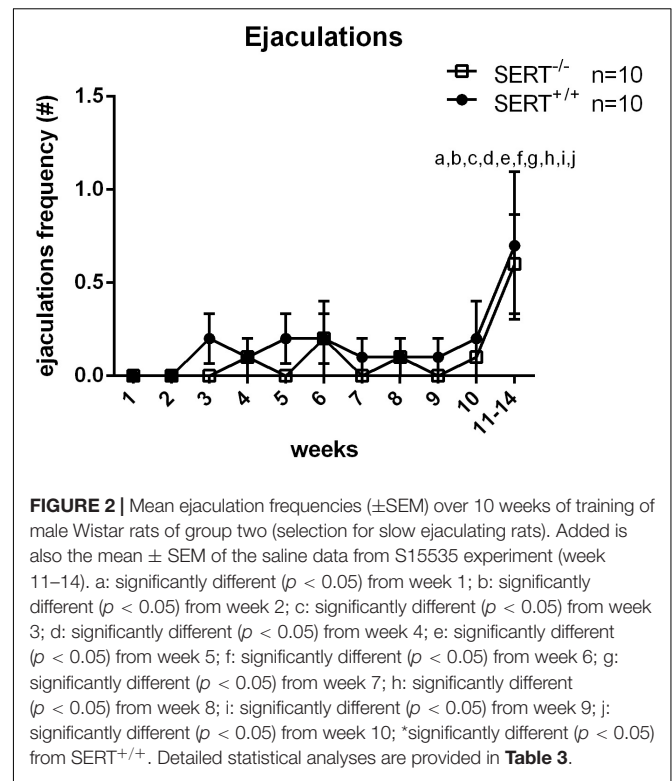 Ejaculations
SERT-/- n=10
SERT+/+ n=10
ejaculations frequency (#)
1.5
1.0
0.5
0.0
a,b,c,d,e,f,g,h,i,j
1
2
3
4
5
6
7
8
9
10
11-14
weeks
FIGURE 2 | Mean ejaculation frequencies (±SEM) over 10 weeks of training of
male Wistar rats of group two (selection for slow ejaculating rats). Added is
also the mean ± SEM of the saline data from S15535 experiment (week
11–14). a: significantly different (p < 0.05) from week 1; b: significantly
different (p < 0.05) from week 2; c: significantly different (p < 0.05) from week
3; d: significantly different (p < 0.05) from week 4; e: significantly different
(p < 0.05) from week 5; f: significantly different (p < 0.05) from week 6; g:
significantly different (p < 0.05) from week 7; h: significantly different
(p < 0.05) from week 8; i: significantly different (p < 0.05) from week 9; j:
significantly different (p < 0.05) from week 10; *significantly different (p < 0.05)
from SERT+/+. Detailed statistical analyses are provided in Table 3.